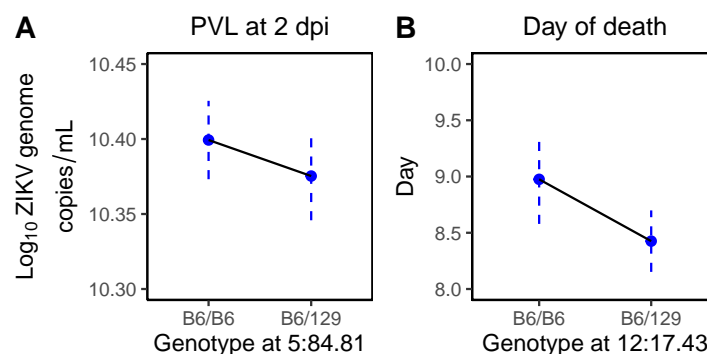 A
PVL at 2 dpi
Log10 ZIKV genome
copies/mL
10.45
10.40
10.35
10.30
B6/B6
B6/129
Genotype at 5:84.81
B
Day of death
Day
10.0
9.0
8.5
8.0
B6/B6
B6/129
Genotype at 12:17.43